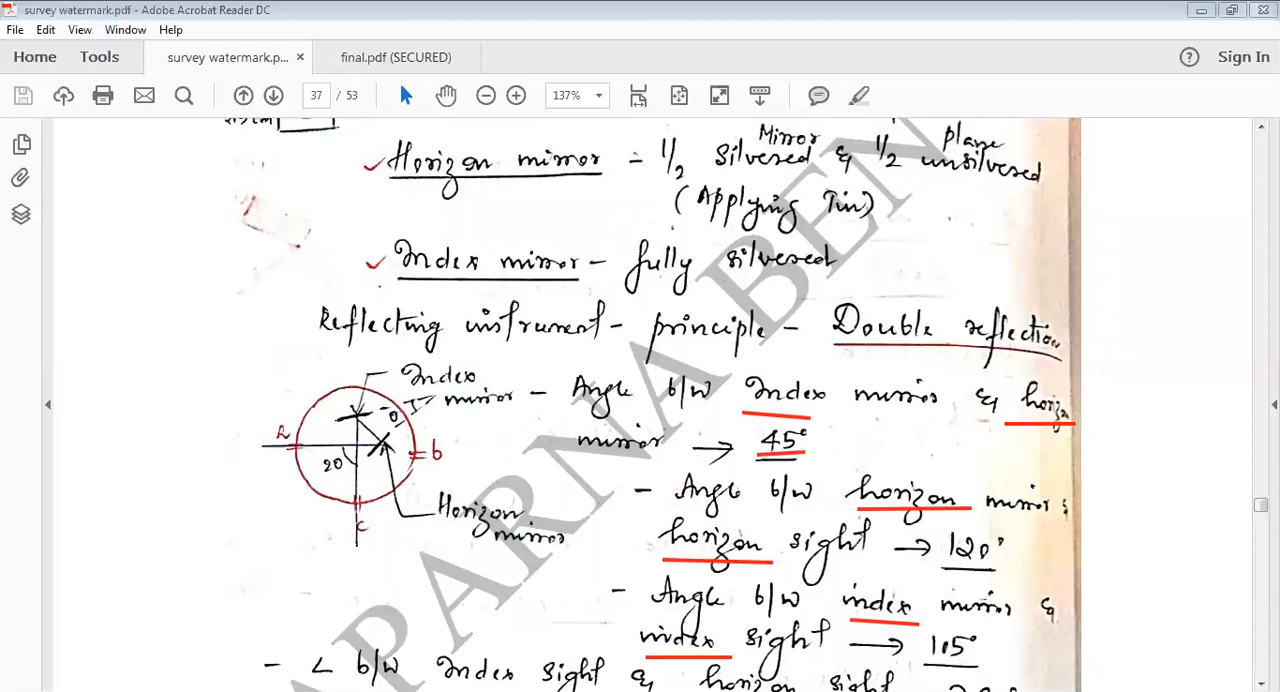 survey watermark.pdf - Adobe Acrobat Reader DC
File Edit View Window Help
Home Tools survey watermark.p... × final.pdf (SECURED) Sign In
37 / 53 137%
Mirror plane
✓ Horizon mirror - 1/2 Silvered & 1/2 unsilvered
(Applying Tin)
✓ Index mirror - fully silvered
Reflecting instrument - principle - Double reflection
Index mirror - Angle b/w Index mirror & horizon
mirror → 45°
A b 2θ θ c
Horizon mirror
- Angle b/w horizon mirror &
horizon sight → 120°
- Angle b/w index mirror &
index sight → 105°
- ∠ b/w Index sight & horizon sight
APARNA BEN